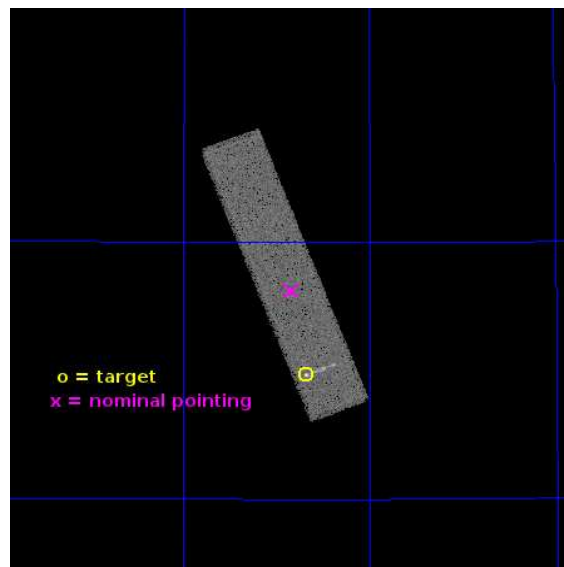 o = target
x = nominal pointing